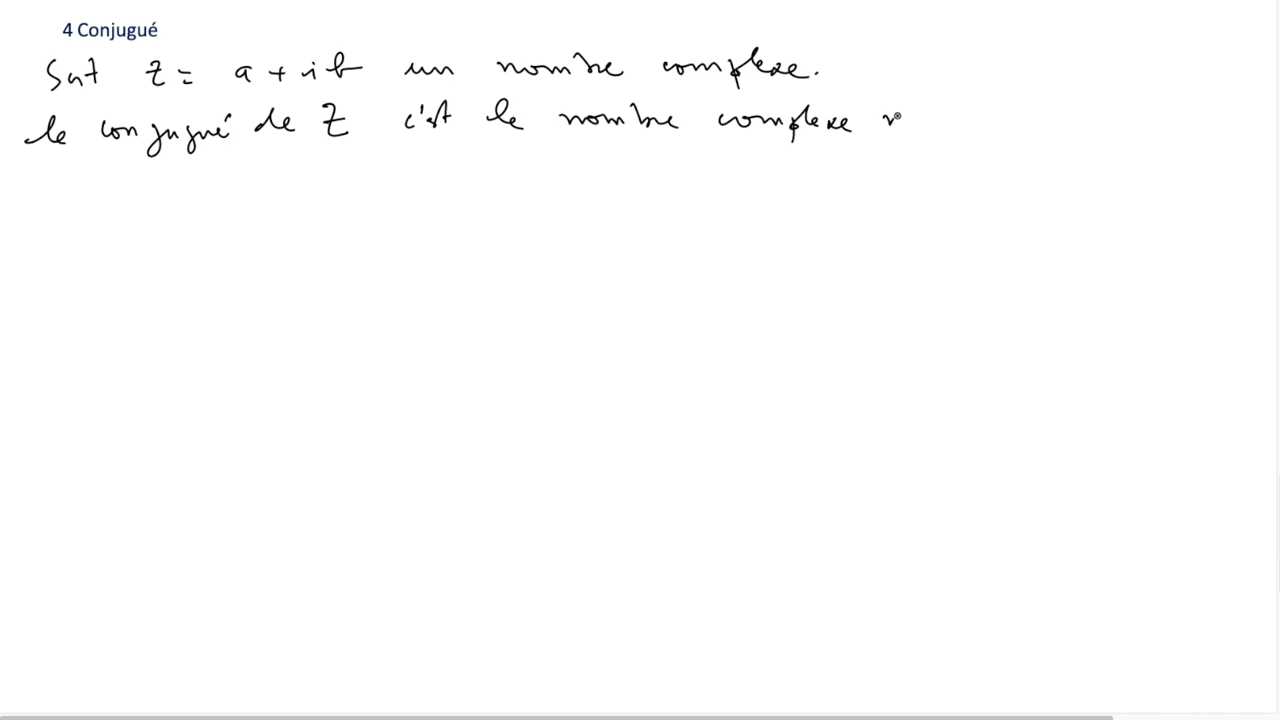 4 Conjugué
Soit z = a + ib un nombre complexe.
le conjugué de z c'est le nombre complexe